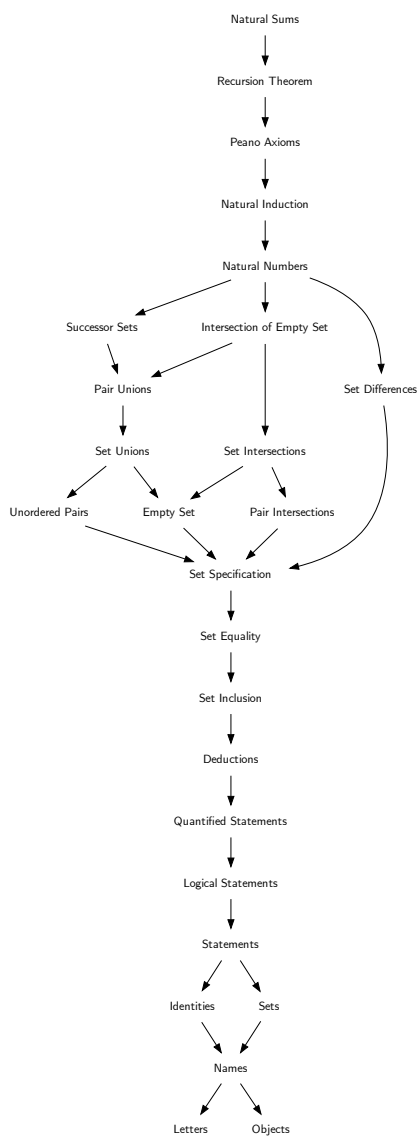 Natural Sums
Recursion Theorem
Peano Axioms
Natural Induction
Natural Numbers
Successor Sets
Intersection of Empty Set
Pair Unions
Set Differences
Set Unions
Set Intersections
Unordered Pairs
Empty Set
Pair Intersections
Set Specification
Set Equality
Set Inclusion
Deductions
Quantified Statements
Logical Statements
Statements
Identities
Sets
Names
Letters
Objects